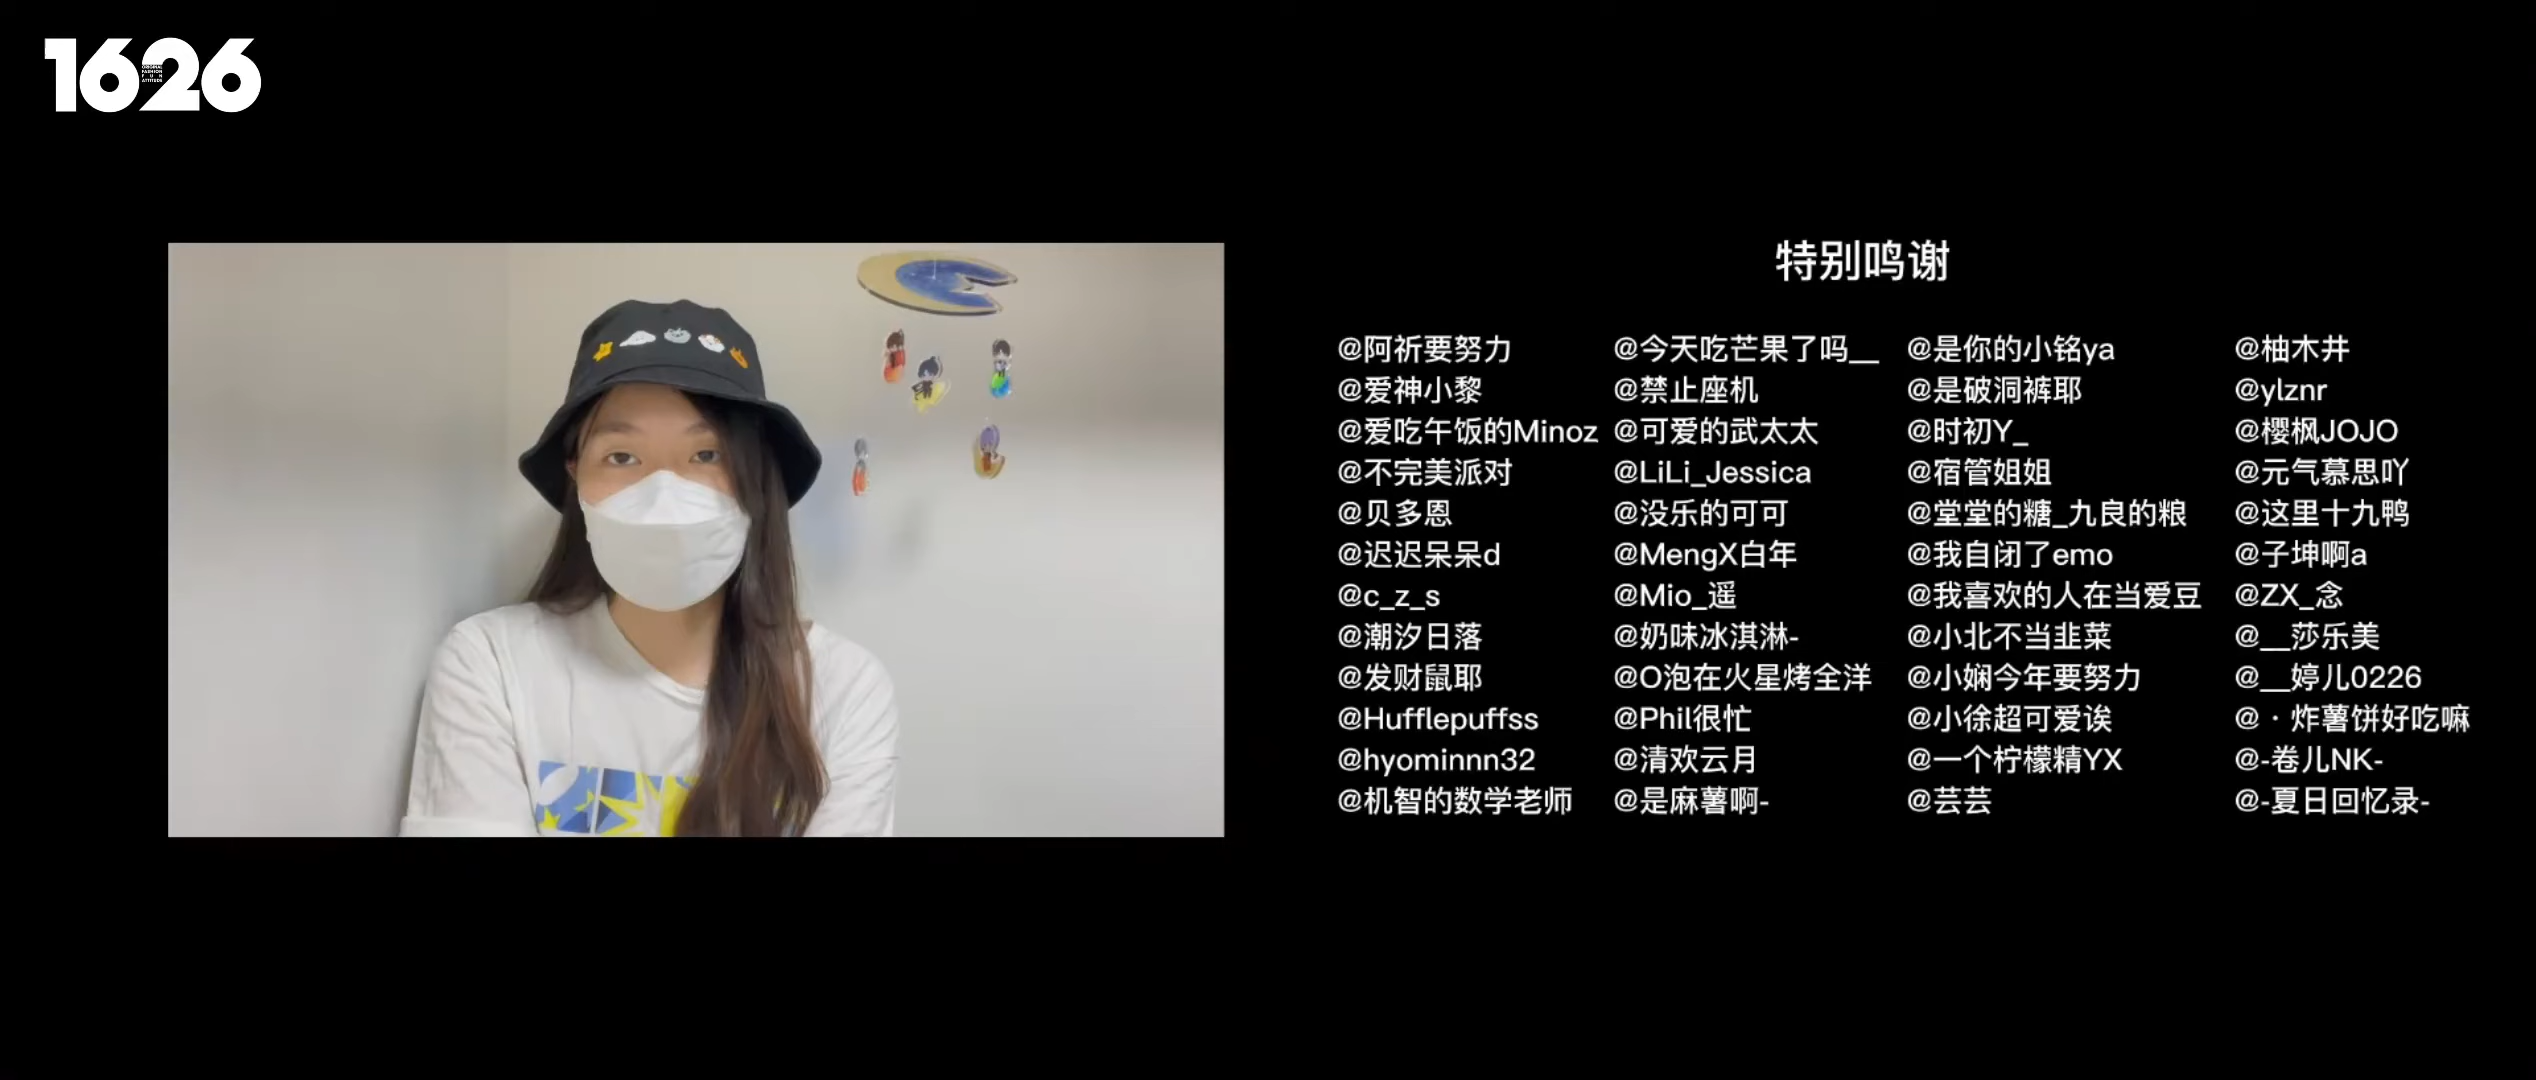 1626
ORIGINAL
FASHION
FUN
ATTITUDE
特别鸣谢
@阿祈要努力 @今天吃芒果了吗__ @是你的小铭ya @柚木井
@爱神小黎 @禁止座机 @是破洞裤耶 @ylznr
@爱吃午饭的Minoz @可爱的武太太 @时初Y_ @樱枫JOJO
@不完美派对 @LiLi_Jessica @宿管姐姐 @元气慕思吖
@贝多恩 @没乐的可可 @堂堂的糖_九良的粮 @这里十九鸭
@迟迟呆呆d @MengX白年 @我自闭了emo @子坤啊a
@c_z_s @Mio_遥 @我喜欢的人在当爱豆 @ZX_念
@潮汐日落 @奶味冰淇淋- @小北不当韭菜 @__莎乐美
@发财鼠耶 @O泡在火星烤全洋 @小娴今年要努力 @__婷儿0226
@Hufflepuffss @Phil很忙 @小徐超可爱诶 @·炸薯饼好吃嘛
@hyominnn32 @清欢云月 @一个柠檬精YX @-卷儿NK-
@机智的数学老师 @是麻薯啊- @芸芸 @-夏日回忆录-